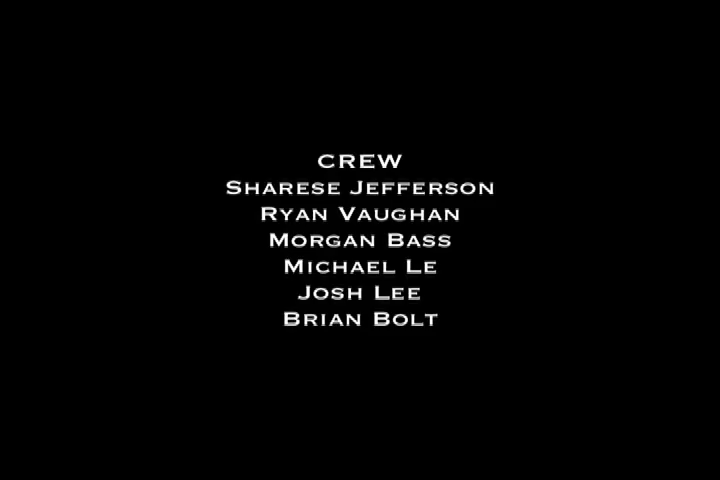 CREW
Sharese Jefferson
Ryan Vaughan
Morgan Bass
Michael Le
Josh Lee
Brian Bolt